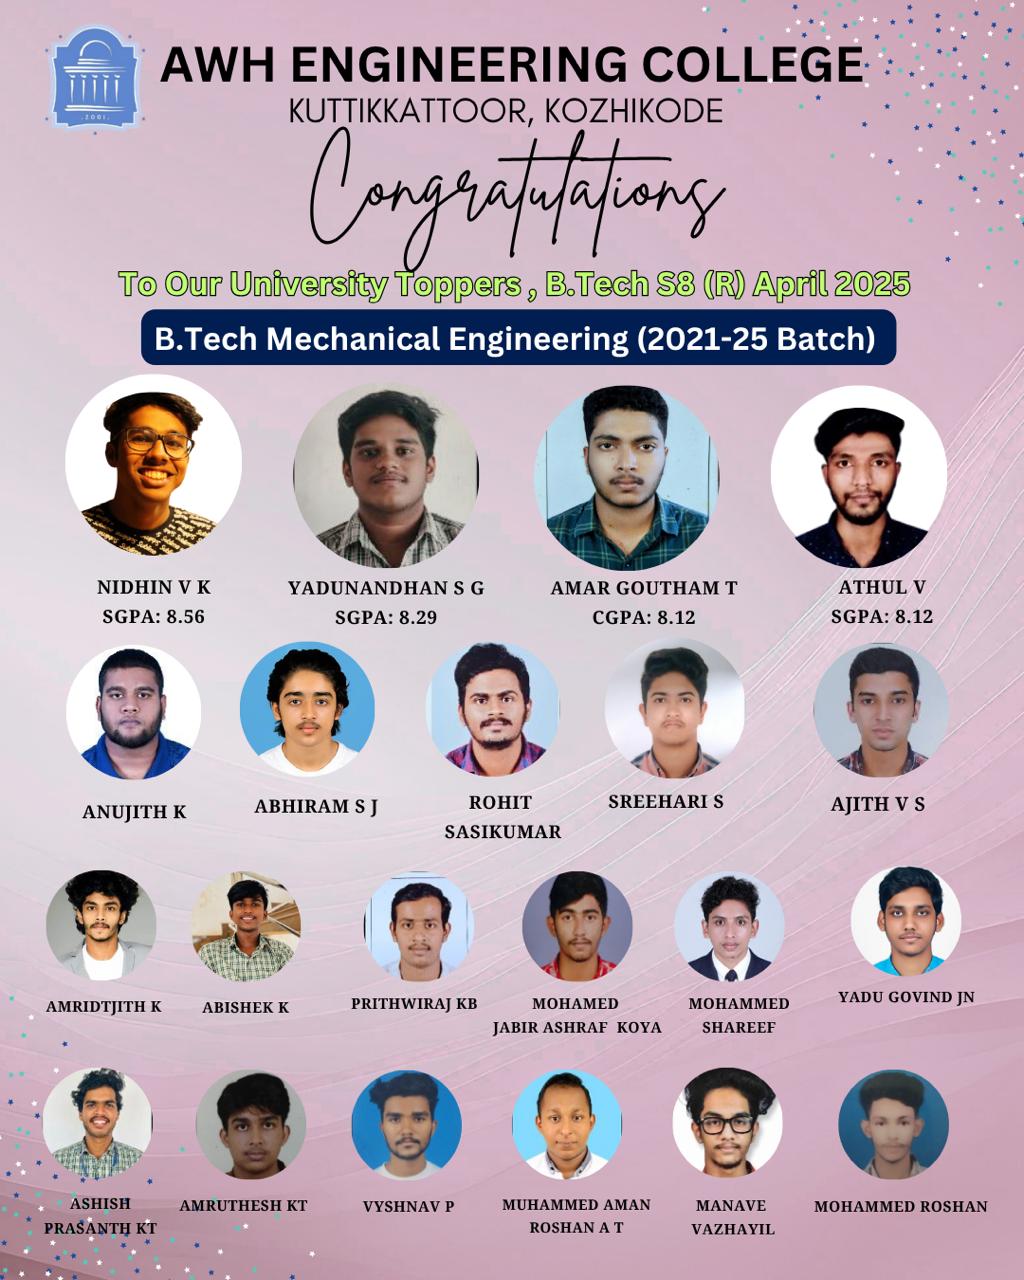 .2001.
AWH ENGINEERING COLLEGE
KUTTIKKATTOOR, KOZHIKODE
Congratulations
To Our University Toppers , B.Tech S8 (R) April 2025
B.Tech Mechanical Engineering (2021-25 Batch)
NIDHIN V K
SGPA: 8.56
YADUNANDHAN S G
SGPA: 8.29
AMAR GOUTHAM T
CGPA: 8.12
ATHUL V
SGPA: 8.12
ANUJITH K
ABHIRAM S J
ROHIT
SASIKUMAR
SREEHARI S
AJITH V S
AMRIDTJITH K
ABISHEK K
PRITHWIRAJ KB
MOHAMED
JABIR ASHRAF KOYA
MOHAMMED
SHAREEF
YADU GOVIND JN
ASHISH
PRASANTH KT
AMRUTHESH KT
VYSHNAV P
MUHAMMED AMAN
ROSHAN A T
MANAVE
VAZHAYIL
MOHAMMED ROSHAN